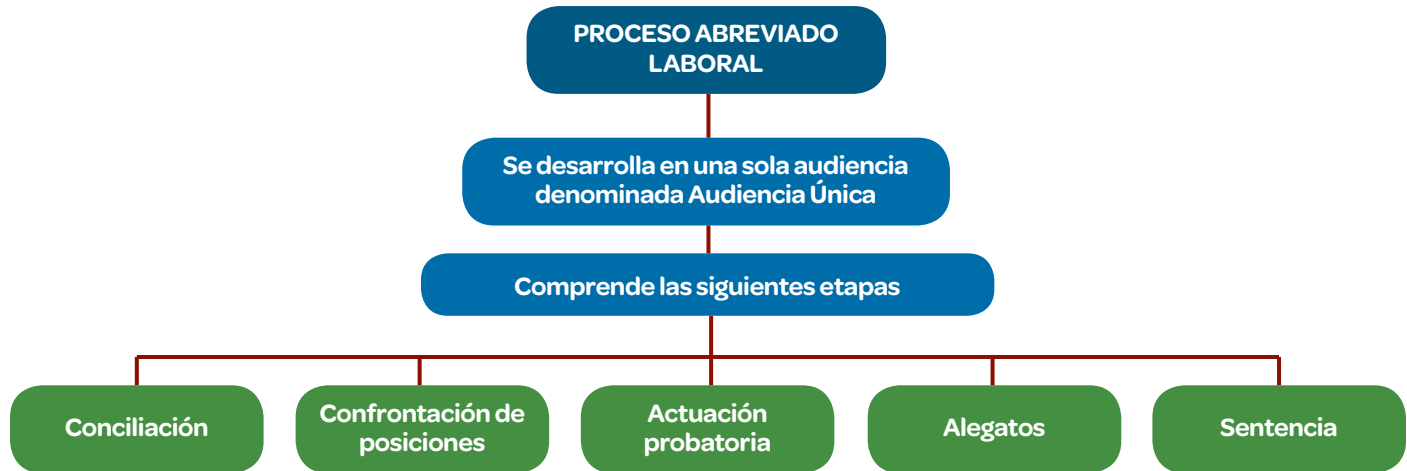 PROCESO ABREVIADO
LABORAL
Se desarrolla en una sola audiencia
denominada Audiencia Única
Comprende las siguientes etapas
Conciliación
Confrontación de
posiciones
Actuación
probatoria
Alegatos
Sentencia